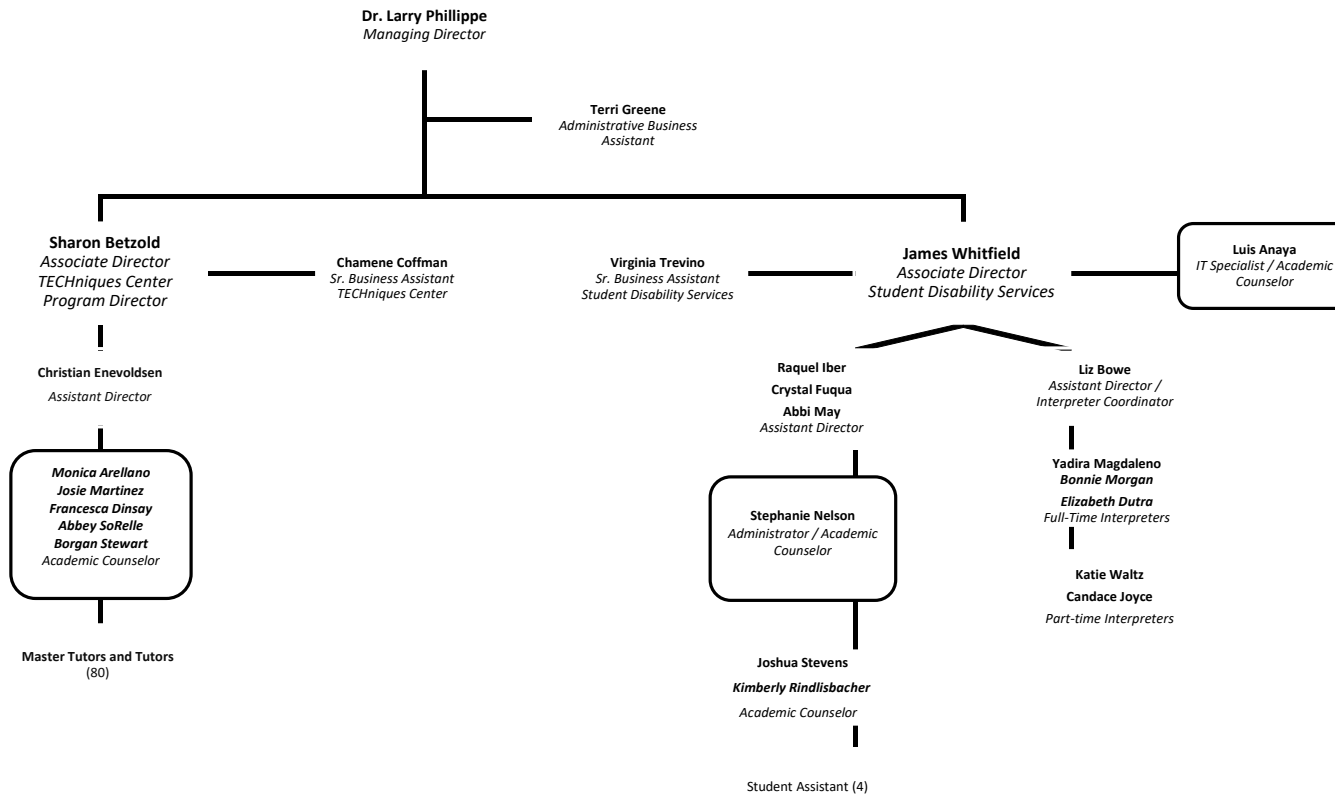 Dr. Larry Phillippe
Managing Director
Terri Greene
Administrative Business
Assistant
Sharon Betzold
Associate Director
TECHniques Center
Program Director
Chamene Coffman
Sr. Business Assistant
TECHniques Center
Virginia Trevino
Sr. Business Assistant
Student Disability Services
James Whitfield
Associate Director
Student Disability Services
Luis Anaya
IT Specialist / Academic
Counselor
Christian Enevoldsen
Assistant Director
Monica Arellano
Josie Martinez
Francesca Dinsay
Abbey SoRelle
Borgan Stewart
Academic Counselor
Master Tutors and Tutors
(80)
Raquel Iber
Crystal Fuqua
Abbi May
Assistant Director
Stephanie Nelson
Administrator / Academic
Counselor
Joshua Stevens
Kimberly Rindlisbacher
Academic Counselor
Student Assistant (4)
Liz Bowe
Assistant Director /
Interpreter Coordinator
Yadira Magdaleno
Bonnie Morgan
Elizabeth Dutra
Full-Time Interpreters
Katie Waltz
Candace Joyce
Part-time Interpreters